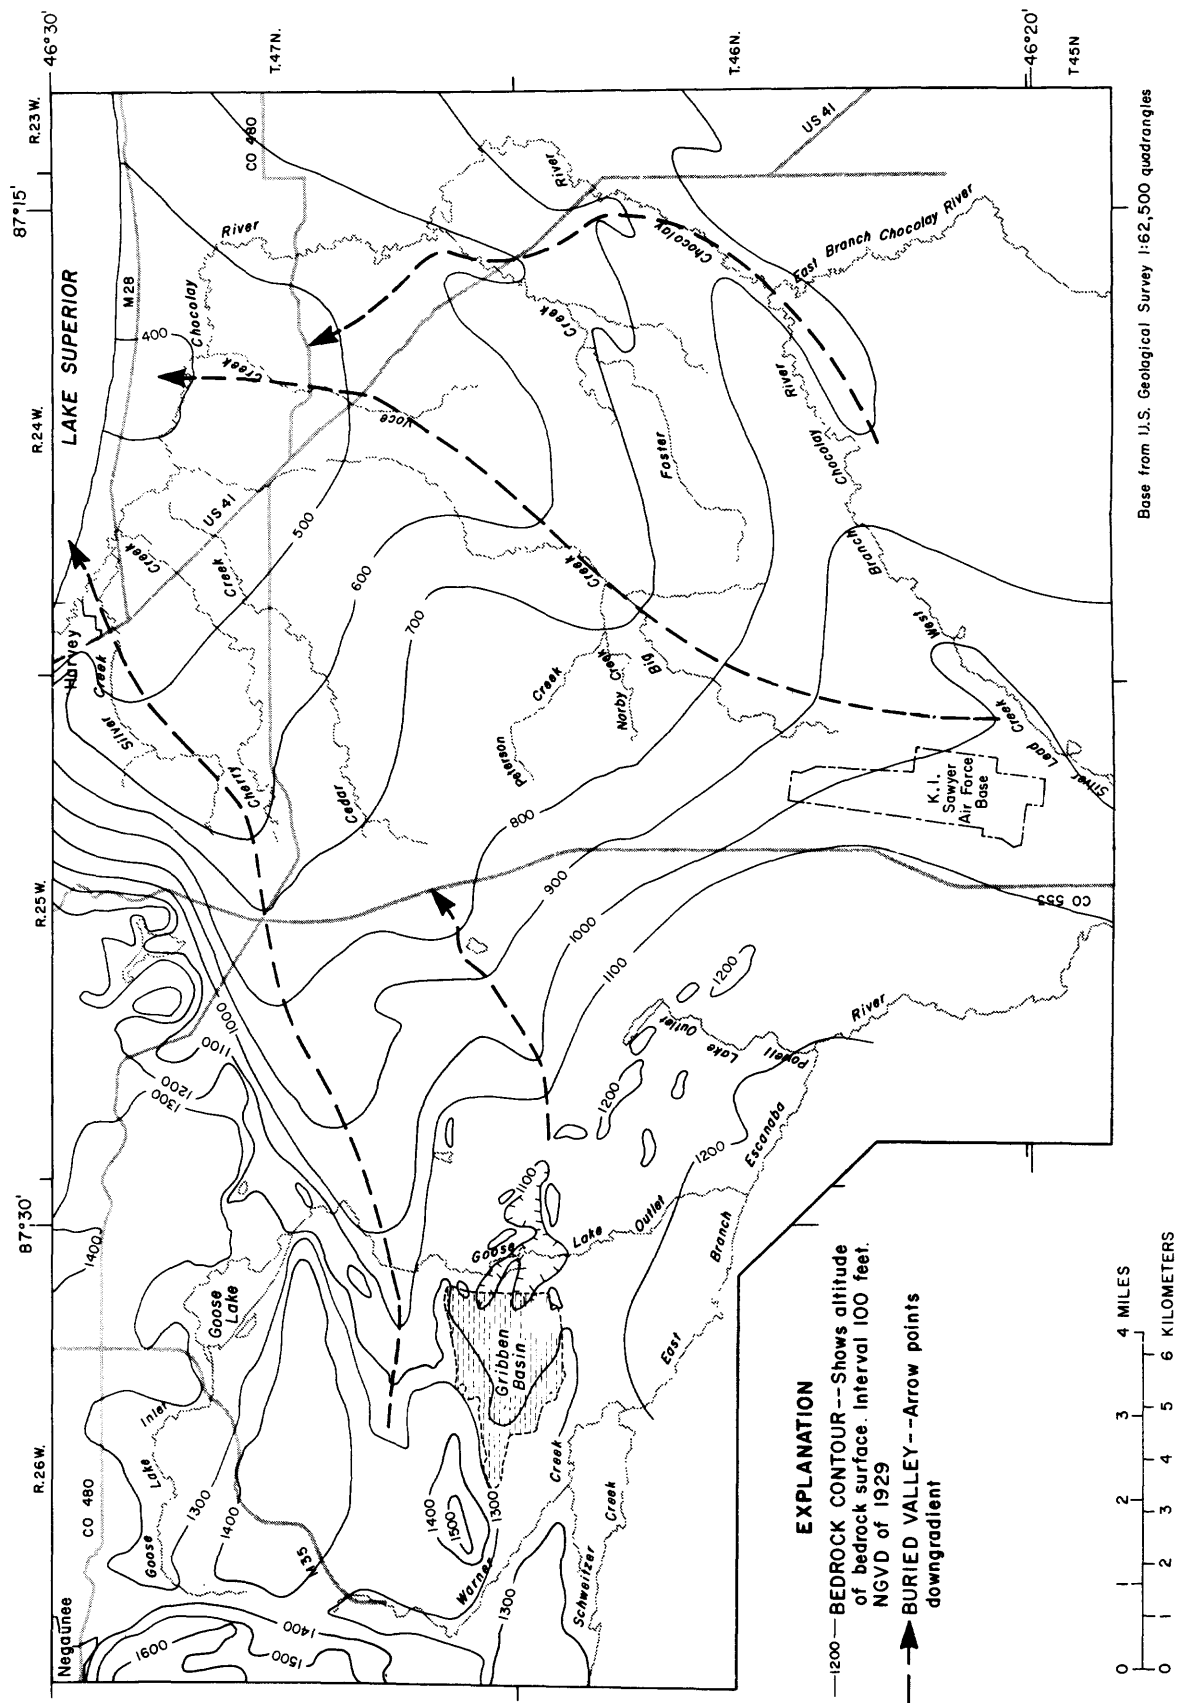 46°30'
T.47N.
T.46N.
46°20'
T45N
R.23W.
87°15'
R.24W.
R.25W.
87°30'
R.26W.
LAKE SUPERIOR
M28
CO 480
400
Chocolay
River
Creek
Voce
US 41
500
600
700
800
900
1000
1100
1200
Harvey
Silver
Creek
Creek
Creek
Cherry
Cedar
River
Chocolay
East Branch Chocolay River
US 41
Creek
Foster
River
Chocolay
Branch
West
Creek
Lead
Silver
Creek
Big
Norby Creek
Peterson
Creek
K.I.
Sawyer
Air Force
Base
CO 553
1000
1100
1200
1300
1400
Goose
Lake
Goose
Lake
Inlet
CO 480
1300
1400
M35
Negaunee
1600
1500
1400
1400
1500
1300
1300
Warner
Creek
Schweitzer
Creek
Gribben
Basin
1100
Goose
Lake
Outlet
1200
1200
Lake
Outlet
Powell
River
Escanaba
Branch
East
Base from U.S. Geological Survey 1:62,500 quadrangles
EXPLANATION
—1200— BEDROCK CONTOUR--Shows altitude
of bedrock surface. Interval 100 feet.
NGVD of 1929
BURIED VALLEY--Arrow points
downgradient
0 1 2 3 4 MILES
0 1 2 3 4 5 6 KILOMETERS